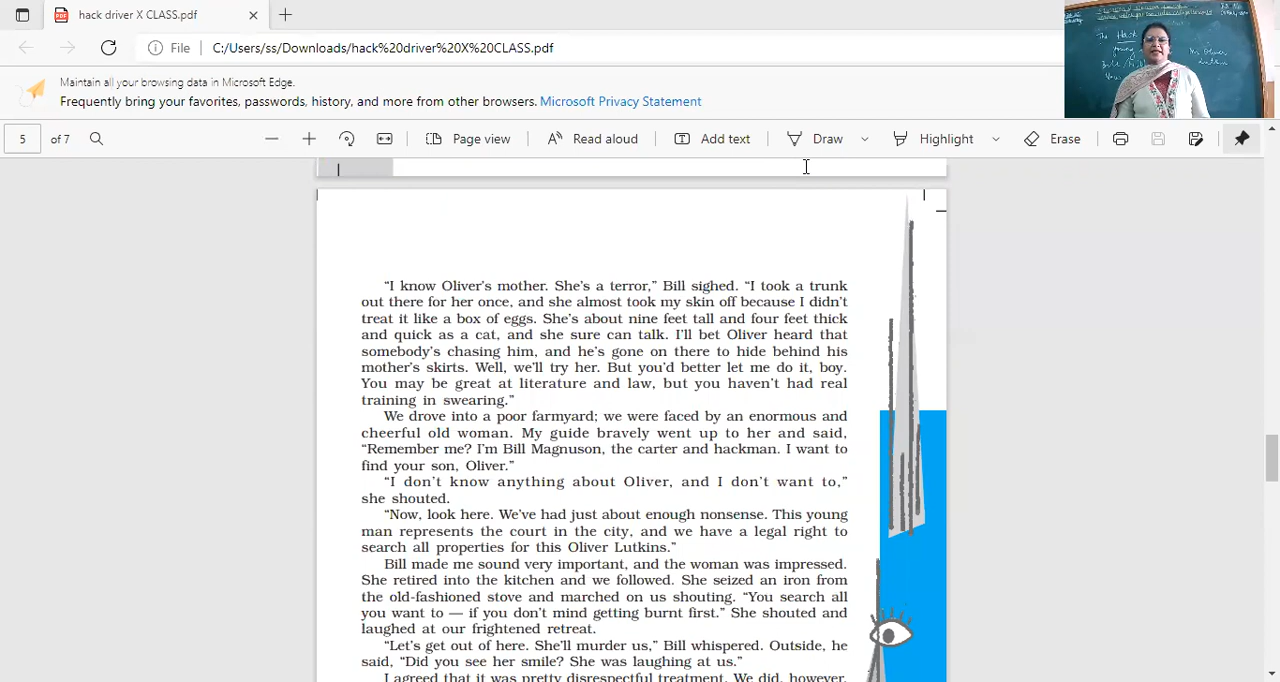 hack driver X CLASS.pdf
File C:/Users/ss/Downloads/hack%20driver%20X%20CLASS.pdf
Maintain all your browsing data in Microsoft Edge.
Frequently bring your favorites, passwords, history, and more from other browsers. Microsoft Privacy Statement
The Hack
Mr Oliver
Lutkins
5 of 7 Page view Read aloud Add text Draw Highlight Erase
“I know Oliver’s mother. She’s a terror,” Bill sighed. “I took a trunk
out there for her once, and she almost took my skin off because I didn’t
treat it like a box of eggs. She’s about nine feet tall and four feet thick
and quick as a cat, and she sure can talk. I’ll bet Oliver heard that
somebody’s chasing him, and he’s gone on there to hide behind his
mother’s skirts. Well, we’ll try her. But you’d better let me do it, boy.
You may be great at literature and law, but you haven’t had real
training in swearing.”
We drove into a poor farmyard; we were faced by an enormous and
cheerful old woman. My guide bravely went up to her and said,
“Remember me? I’m Bill Magnuson, the carter and hackman. I want to
find your son, Oliver.”
“I don’t know anything about Oliver, and I don’t want to,”
she shouted.
“Now, look here. We’ve had just about enough nonsense. This young
man represents the court in the city, and we have a legal right to
search all properties for this Oliver Lutkins.”
Bill made me sound very important, and the woman was impressed.
She retired into the kitchen and we followed. She seized an iron from
the old-fashioned stove and marched on us shouting. “You search all
you want to — if you don’t mind getting burnt first.” She shouted and
laughed at our frightened retreat.
“Let’s get out of here. She’ll murder us,” Bill whispered. Outside, he
said, “Did you see her smile? She was laughing at us.”
I agreed that it was pretty disrespectful treatment. We did, however,